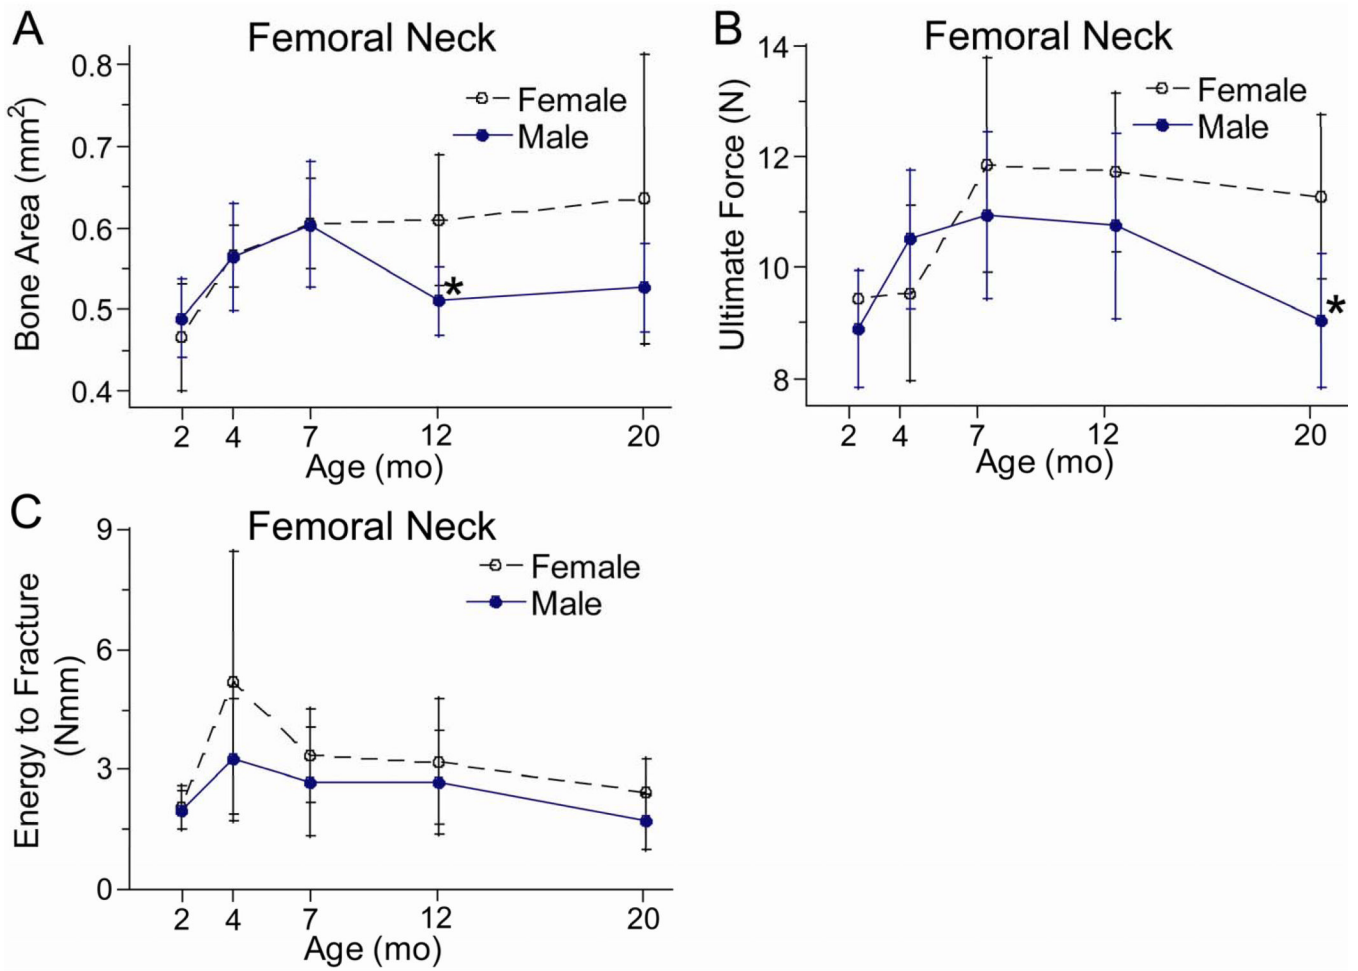 A
Femoral Neck
Bone Area (mm²)
0.8
0.7
0.6
0.5
0.4
Female
Male
*
2 4 7 12 20
Age (mo)
B
Femoral Neck
Ultimate Force (N)
14
12
10
8
Female
Male
*
2 4 7 12 20
Age (mo)
C
Femoral Neck
Energy to Fracture
(Nmm)
9
6
3
0
Female
Male
2 4 7 12 20
Age (mo)